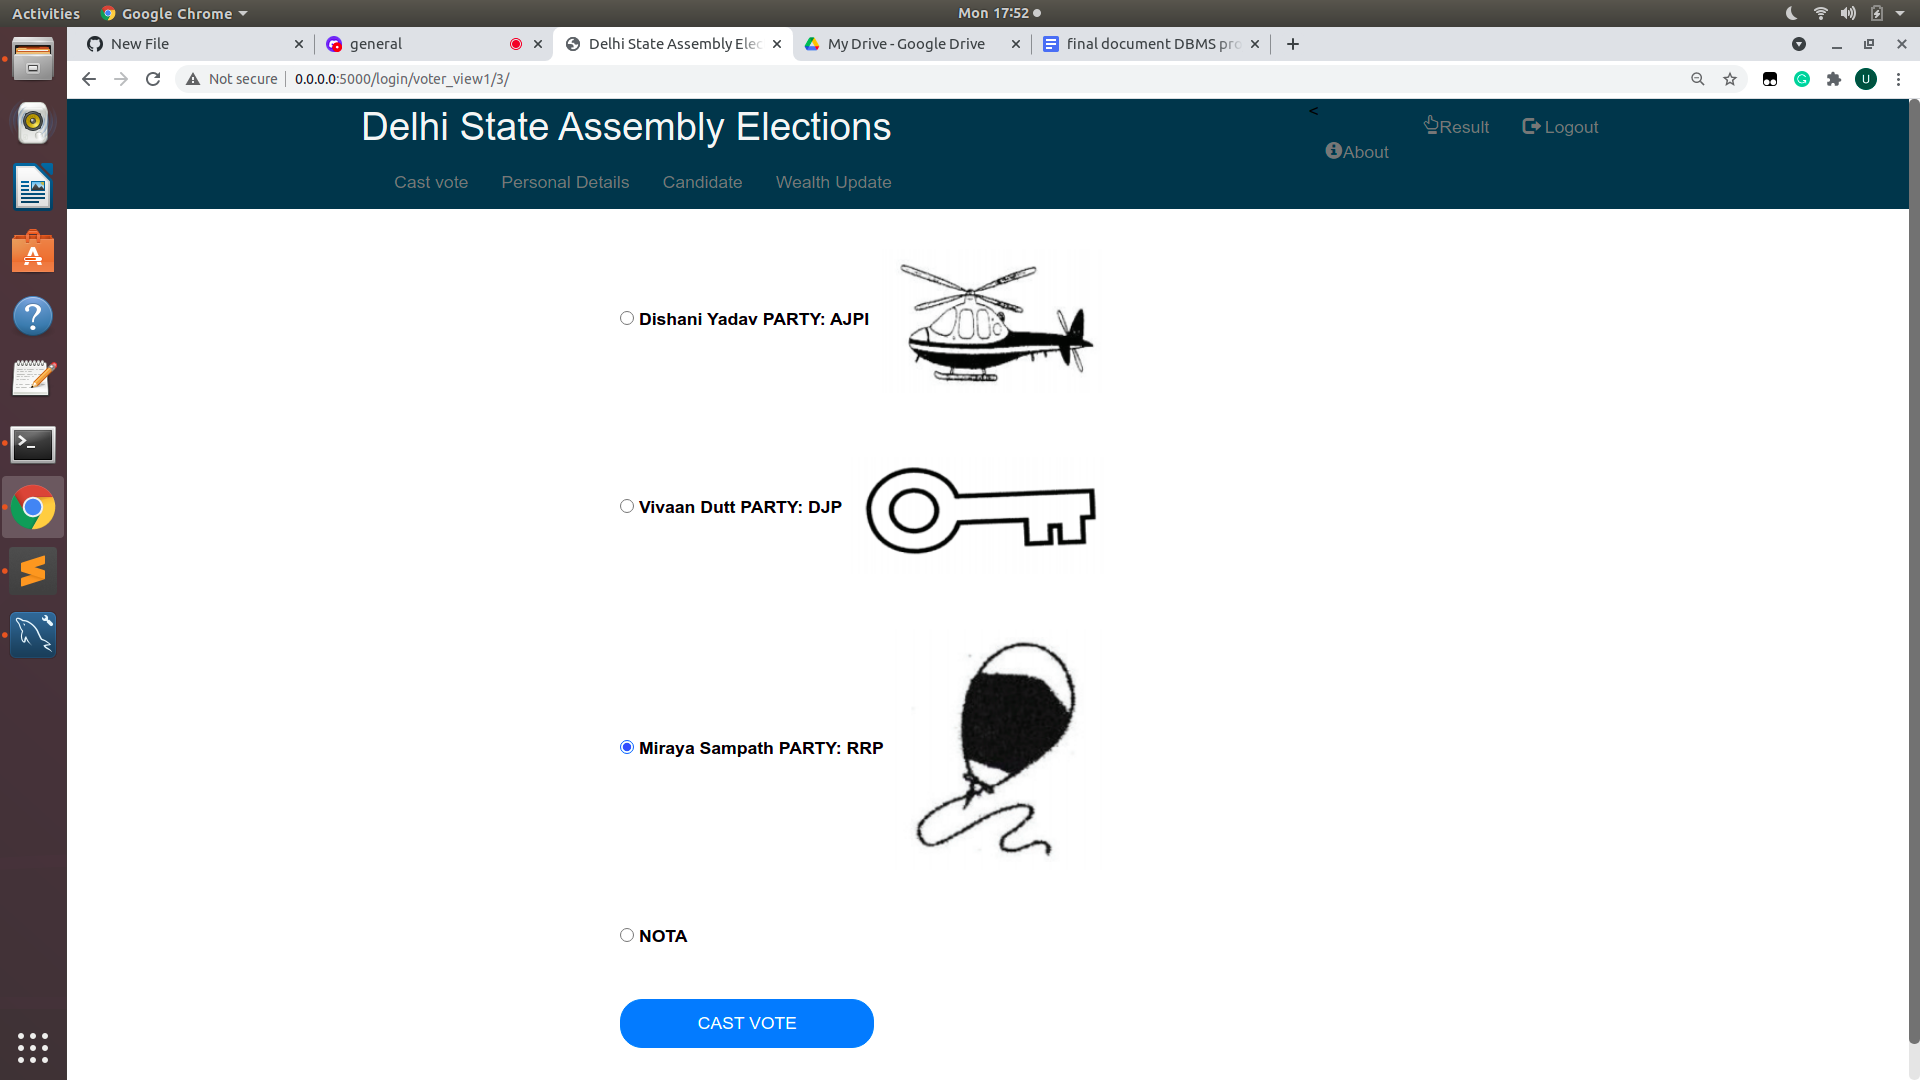 Activities Google Chrome Mon 17:52
New File general Delhi State Assembly Elec My Drive - Google Drive final document DBMS pro
Not secure 0.0.0.0:5000/login/voter_view1/3/ U
Delhi State Assembly Elections < Result Logout
About
Cast vote Personal Details Candidate Wealth Update
Dishani Yadav PARTY: AJPI
Vivaan Dutt PARTY: DJP
Miraya Sampath PARTY: RRP
NOTA
CAST VOTE